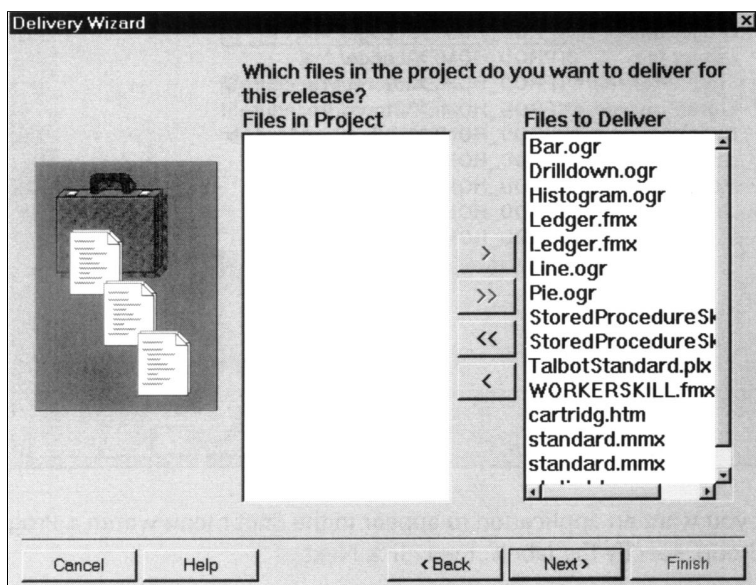 Delivery Wizard
Which files in the project do you want to deliver for
this release?
Files in Project
Files to Deliver
Bar.ogr
Drilldown.ogr
Histogram.ogr
Ledger.fmx
Ledger.fmx
Line.ogr
Pie.ogr
StoredProcedureSk
StoredProcedureSk
TalbotStandard.plx
WORKERSKILL.fmx
cartridg.htm
standard.mmx
standard.mmx
>
>>
<<
<
Cancel
Help
<Back
Next>
Finish